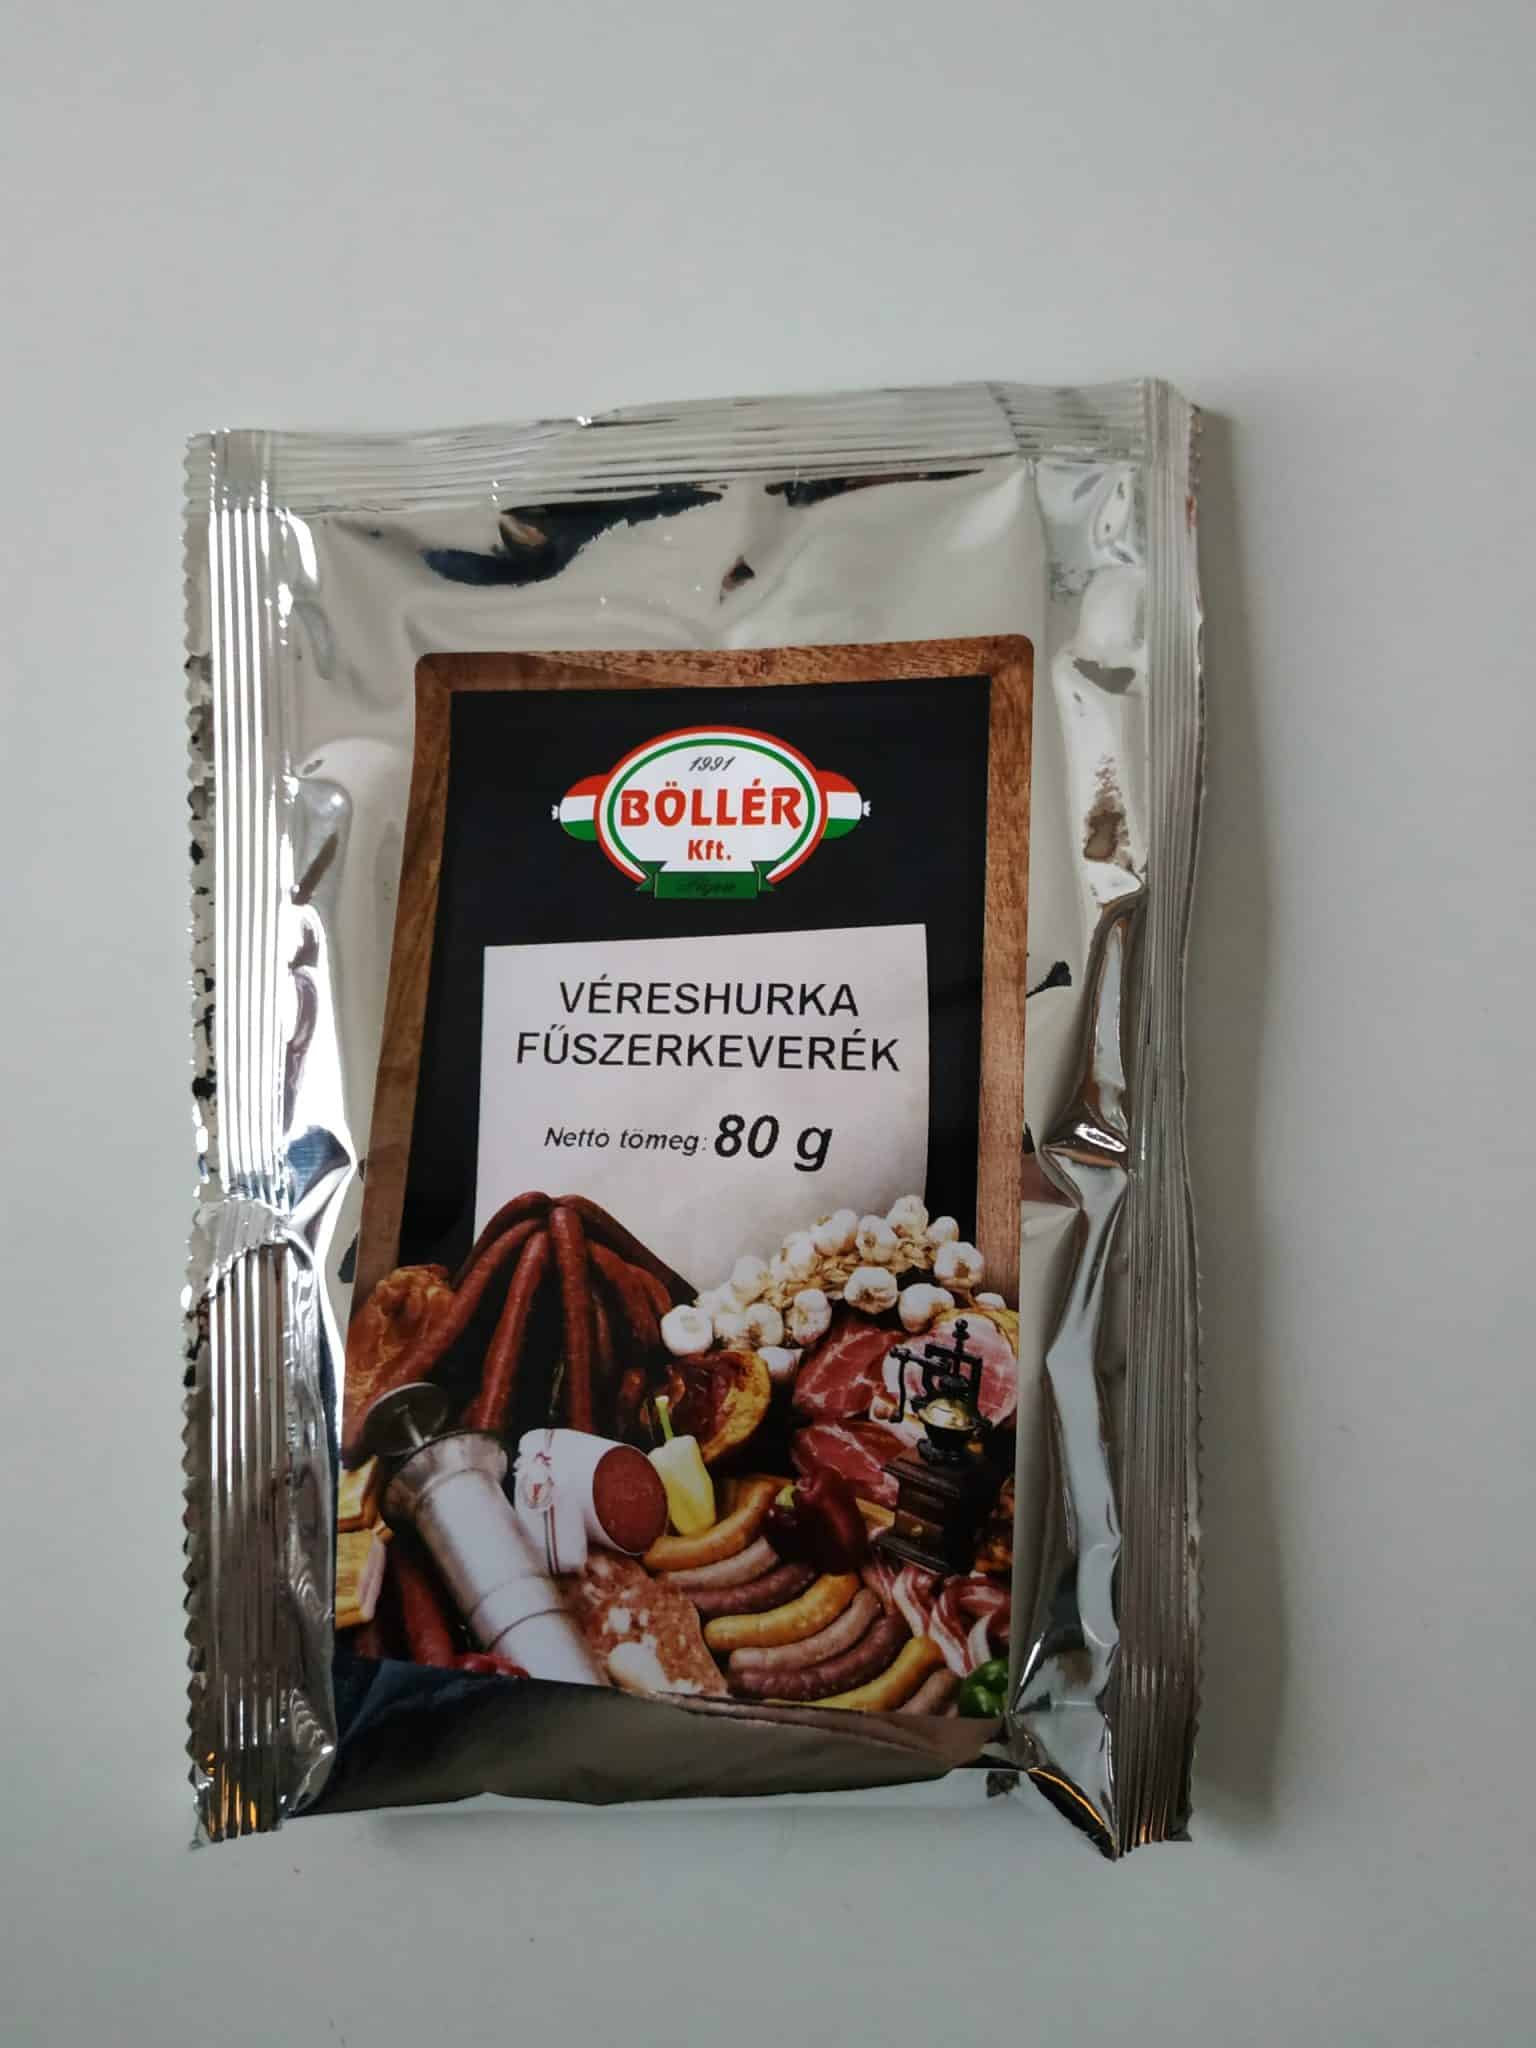 1991
BÖLLÉR
Kft.
VÉRESHURKA
FŰSZERKEVERÉK
Nettó tömeg: 80 g